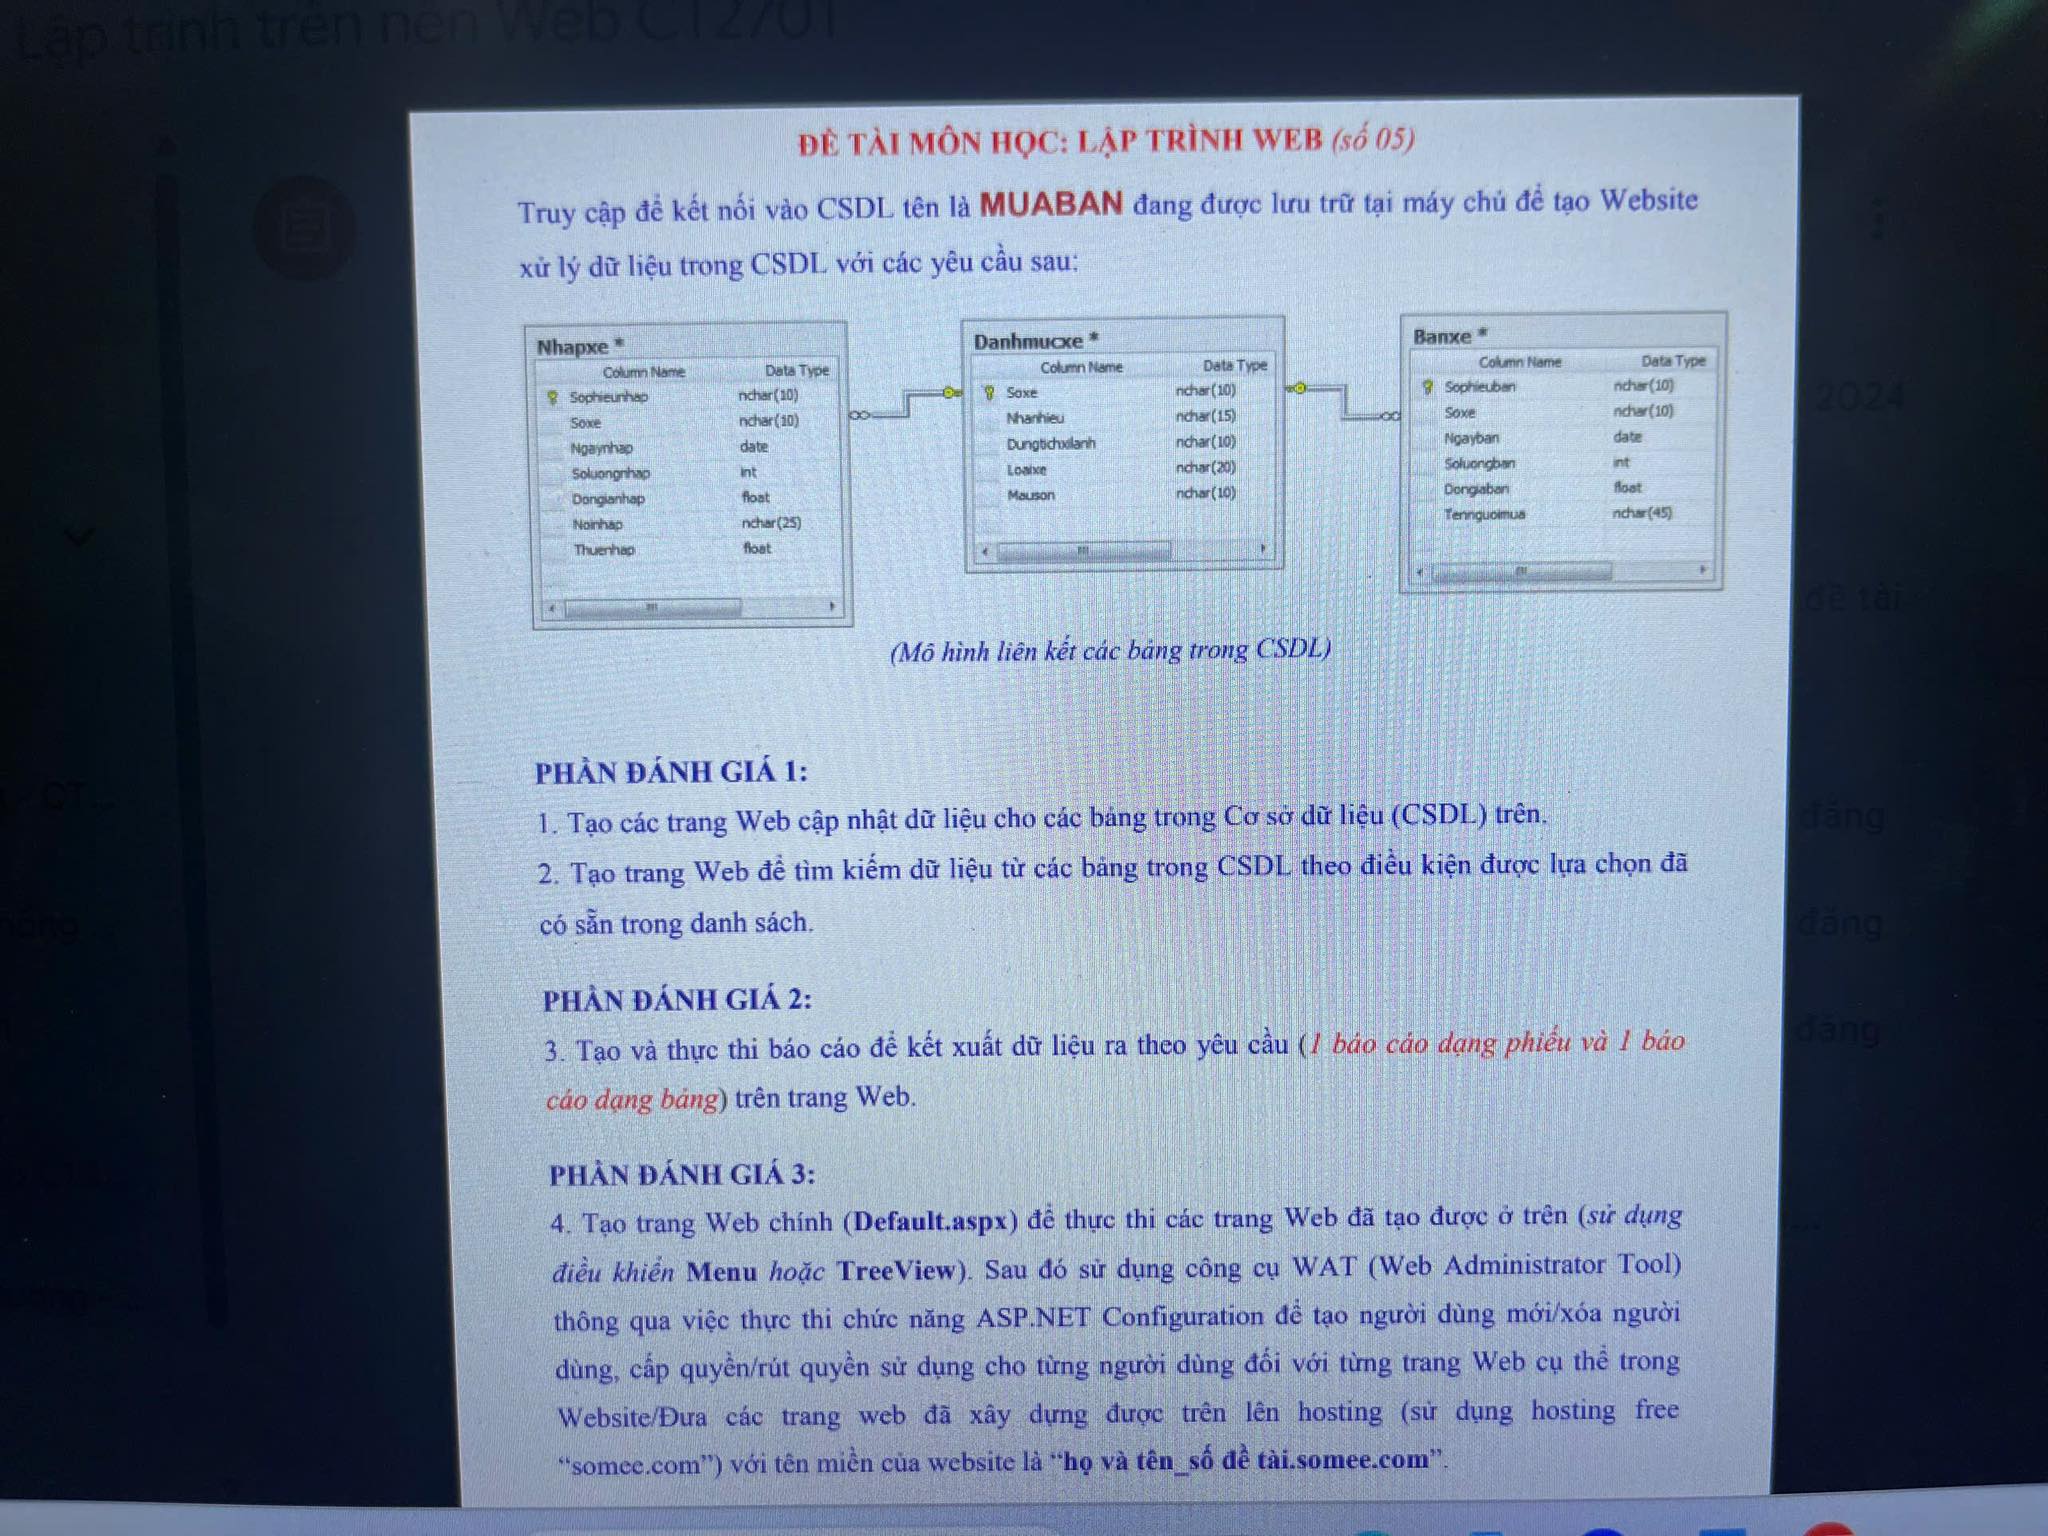 Lập trình trên nền Web CT2701
ĐỀ TÀI MÔN HỌC: LẬP TRÌNH WEB (số 05)
Truy cập để kết nối vào CSDL tên là MUABAN đang được lưu trữ tại máy chủ để tạo Website
xử lý dữ liệu trong CSDL với các yêu cầu sau:
Nhapxe *
Column Name Data Type
Sophieunhap nchar(10)
Soxe nchar(10)
Ngaynhap date
Soluongnhap int
Dongianhap float
Noinhap nchar(25)
Thuenhap float
Danhmucxe *
Column Name Data Type
Soxe nchar(10)
Nhanhieu nchar(15)
Dungtichxilanh nchar(10)
Loaixe nchar(20)
Mauson nchar(10)
Banxe *
Column Name Data Type
Sophieuban nchar(10)
Soxe nchar(10)
Ngayban date
Soluongban int
Dongiaban float
Tennguoimua nchar(45)
2024
đề tài
(Mô hình liên kết các bảng trong CSDL)
PHẦN ĐÁNH GIÁ 1:
1. Tạo các trang Web cập nhật dữ liệu cho các bảng trong Cơ sở dữ liệu (CSDL) trên.
đăng
2. Tạo trang Web để tìm kiếm dữ liệu từ các bảng trong CSDL theo điều kiện được lựa chọn đã
có sẵn trong danh sách.
đăng
PHẦN ĐÁNH GIÁ 2:
3. Tạo và thực thi báo cáo để kết xuất dữ liệu ra theo yêu cầu (1 báo cáo dạng phiếu và 1 báo
đăng
cáo dạng bảng) trên trang Web.
PHẦN ĐÁNH GIÁ 3:
4. Tạo trang Web chính (Default.aspx) để thực thi các trang Web đã tạo được ở trên (sử dụng
điều khiển Menu hoặc TreeView). Sau đó sử dụng công cụ WAT (Web Administrator Tool)
thông qua việc thực thi chức năng ASP.NET Configuration để tạo người dùng mới/xóa người
dùng, cấp quyền/rút quyền sử dụng cho từng người dùng đối với từng trang Web cụ thể trong
Website/Đưa các trang web đã xây dựng được trên lên hosting (sử dụng hosting free
“somee.com”) với tên miền của website là “họ và tên_số đề tài.somee.com”.